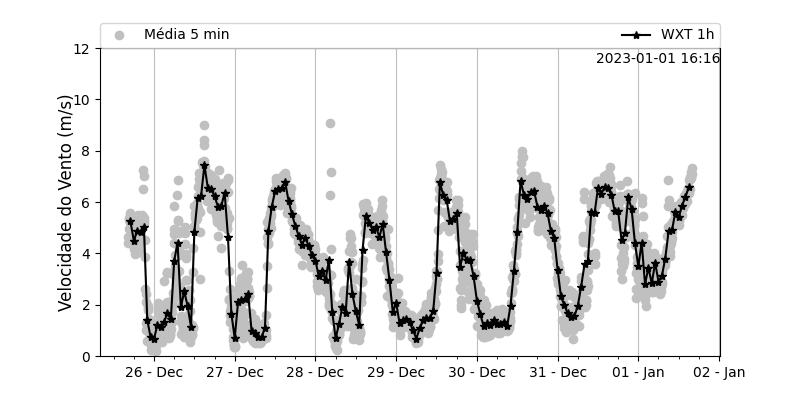 Média 5 min
WXT 1h
2023-01-01 16:16
Velocidade do Vento (m/s)
12
10
8
6
4
2
0
26 - Dec
27 - Dec
28 - Dec
29 - Dec
30 - Dec
31 - Dec
01 - Jan
02 - Jan